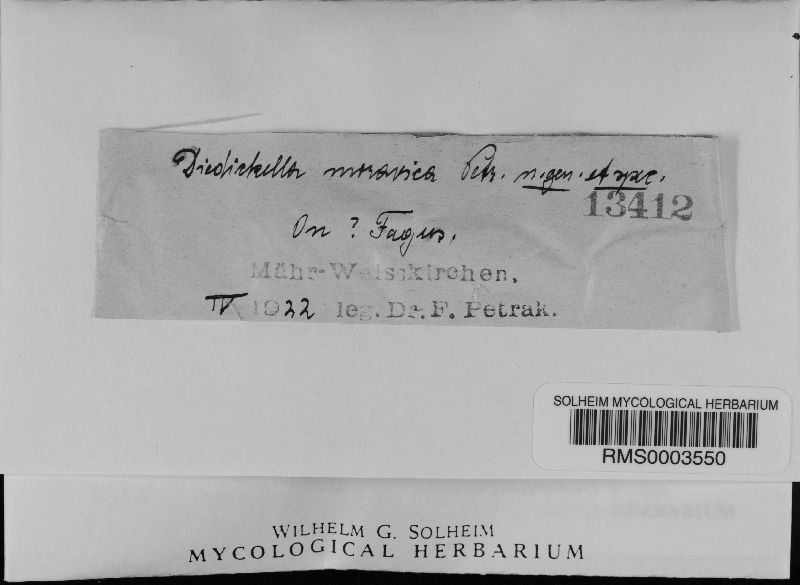 Diedickella moravica Petr. n. gen. et spec.
13412
On ? Fagus,
Mähr-Weisskirchen,
IV 1922 leg. Dr. F. Petrak.
SOLHEIM MYCOLOGICAL HERBARIUM
RMS0003550
WILHELM G. SOLHEIM
MYCOLOGICAL HERBARIUM